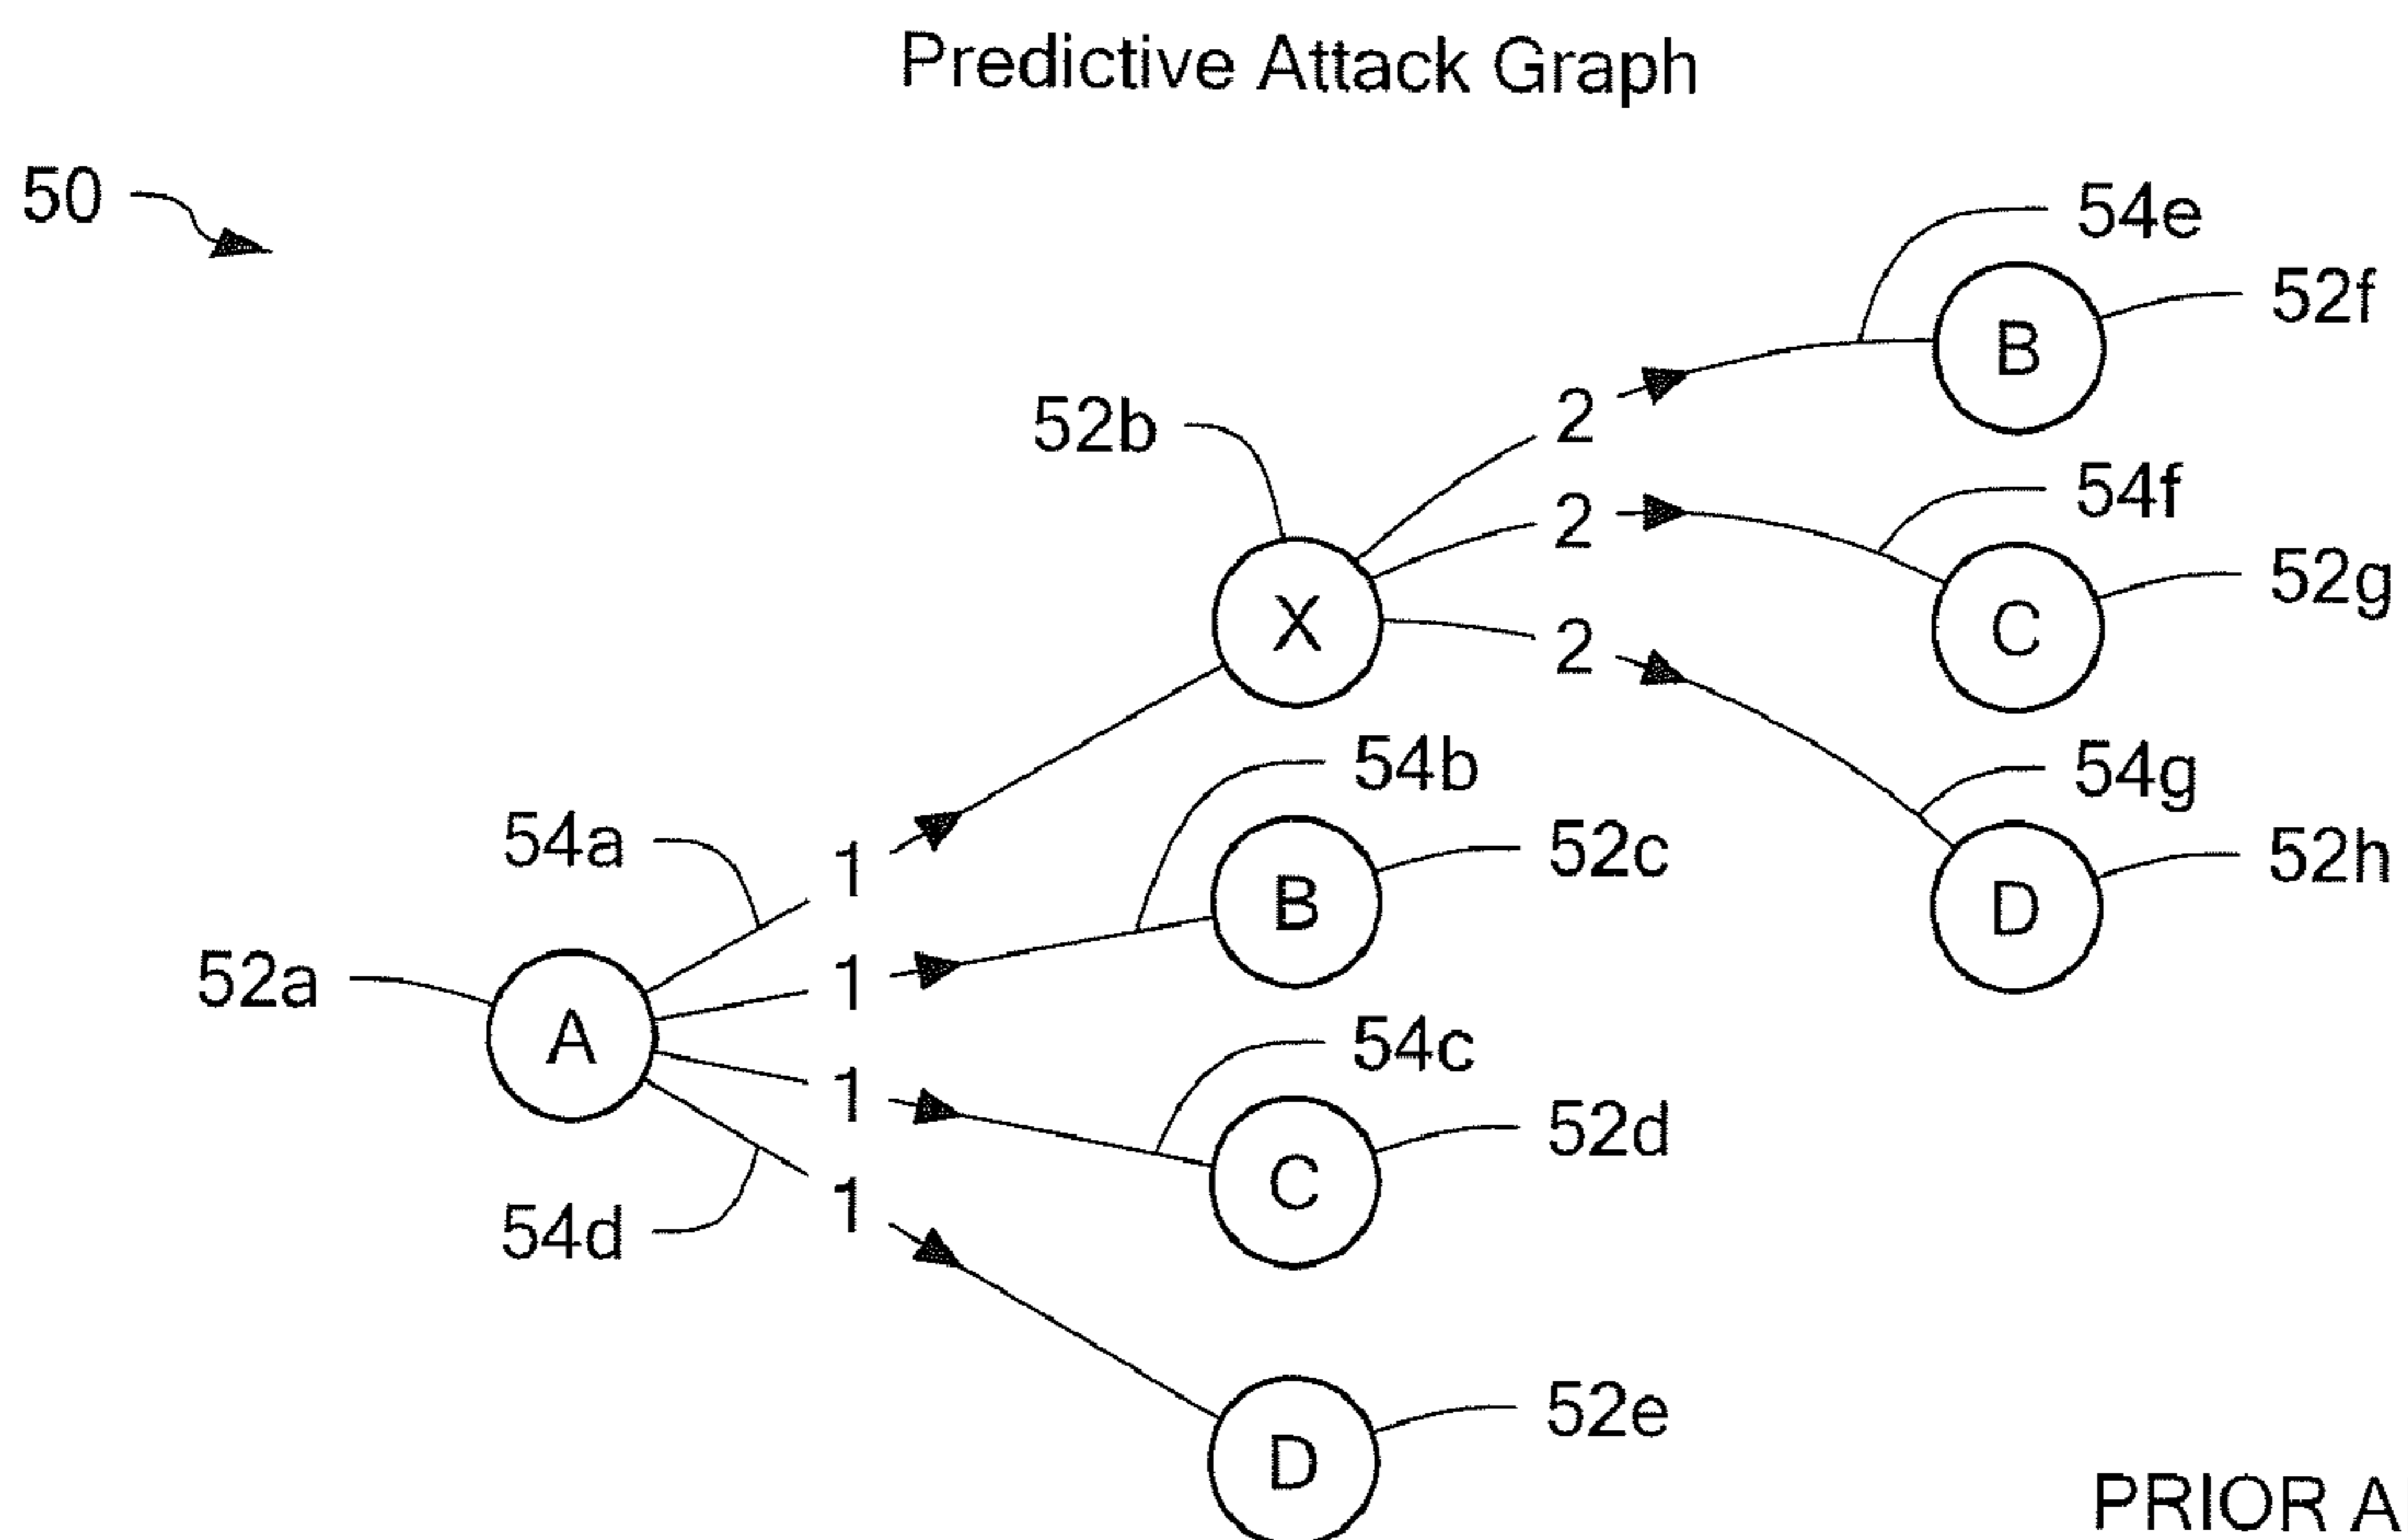 Predictive Attack Graph
50
54e
B
52f
2
52b
54f
2
C
52g
X
2
54b
54g
54a
1
B
52c
D
52h
52a
1
A
54c
1
C
52d
54d
1
D
52e
PRIOR A